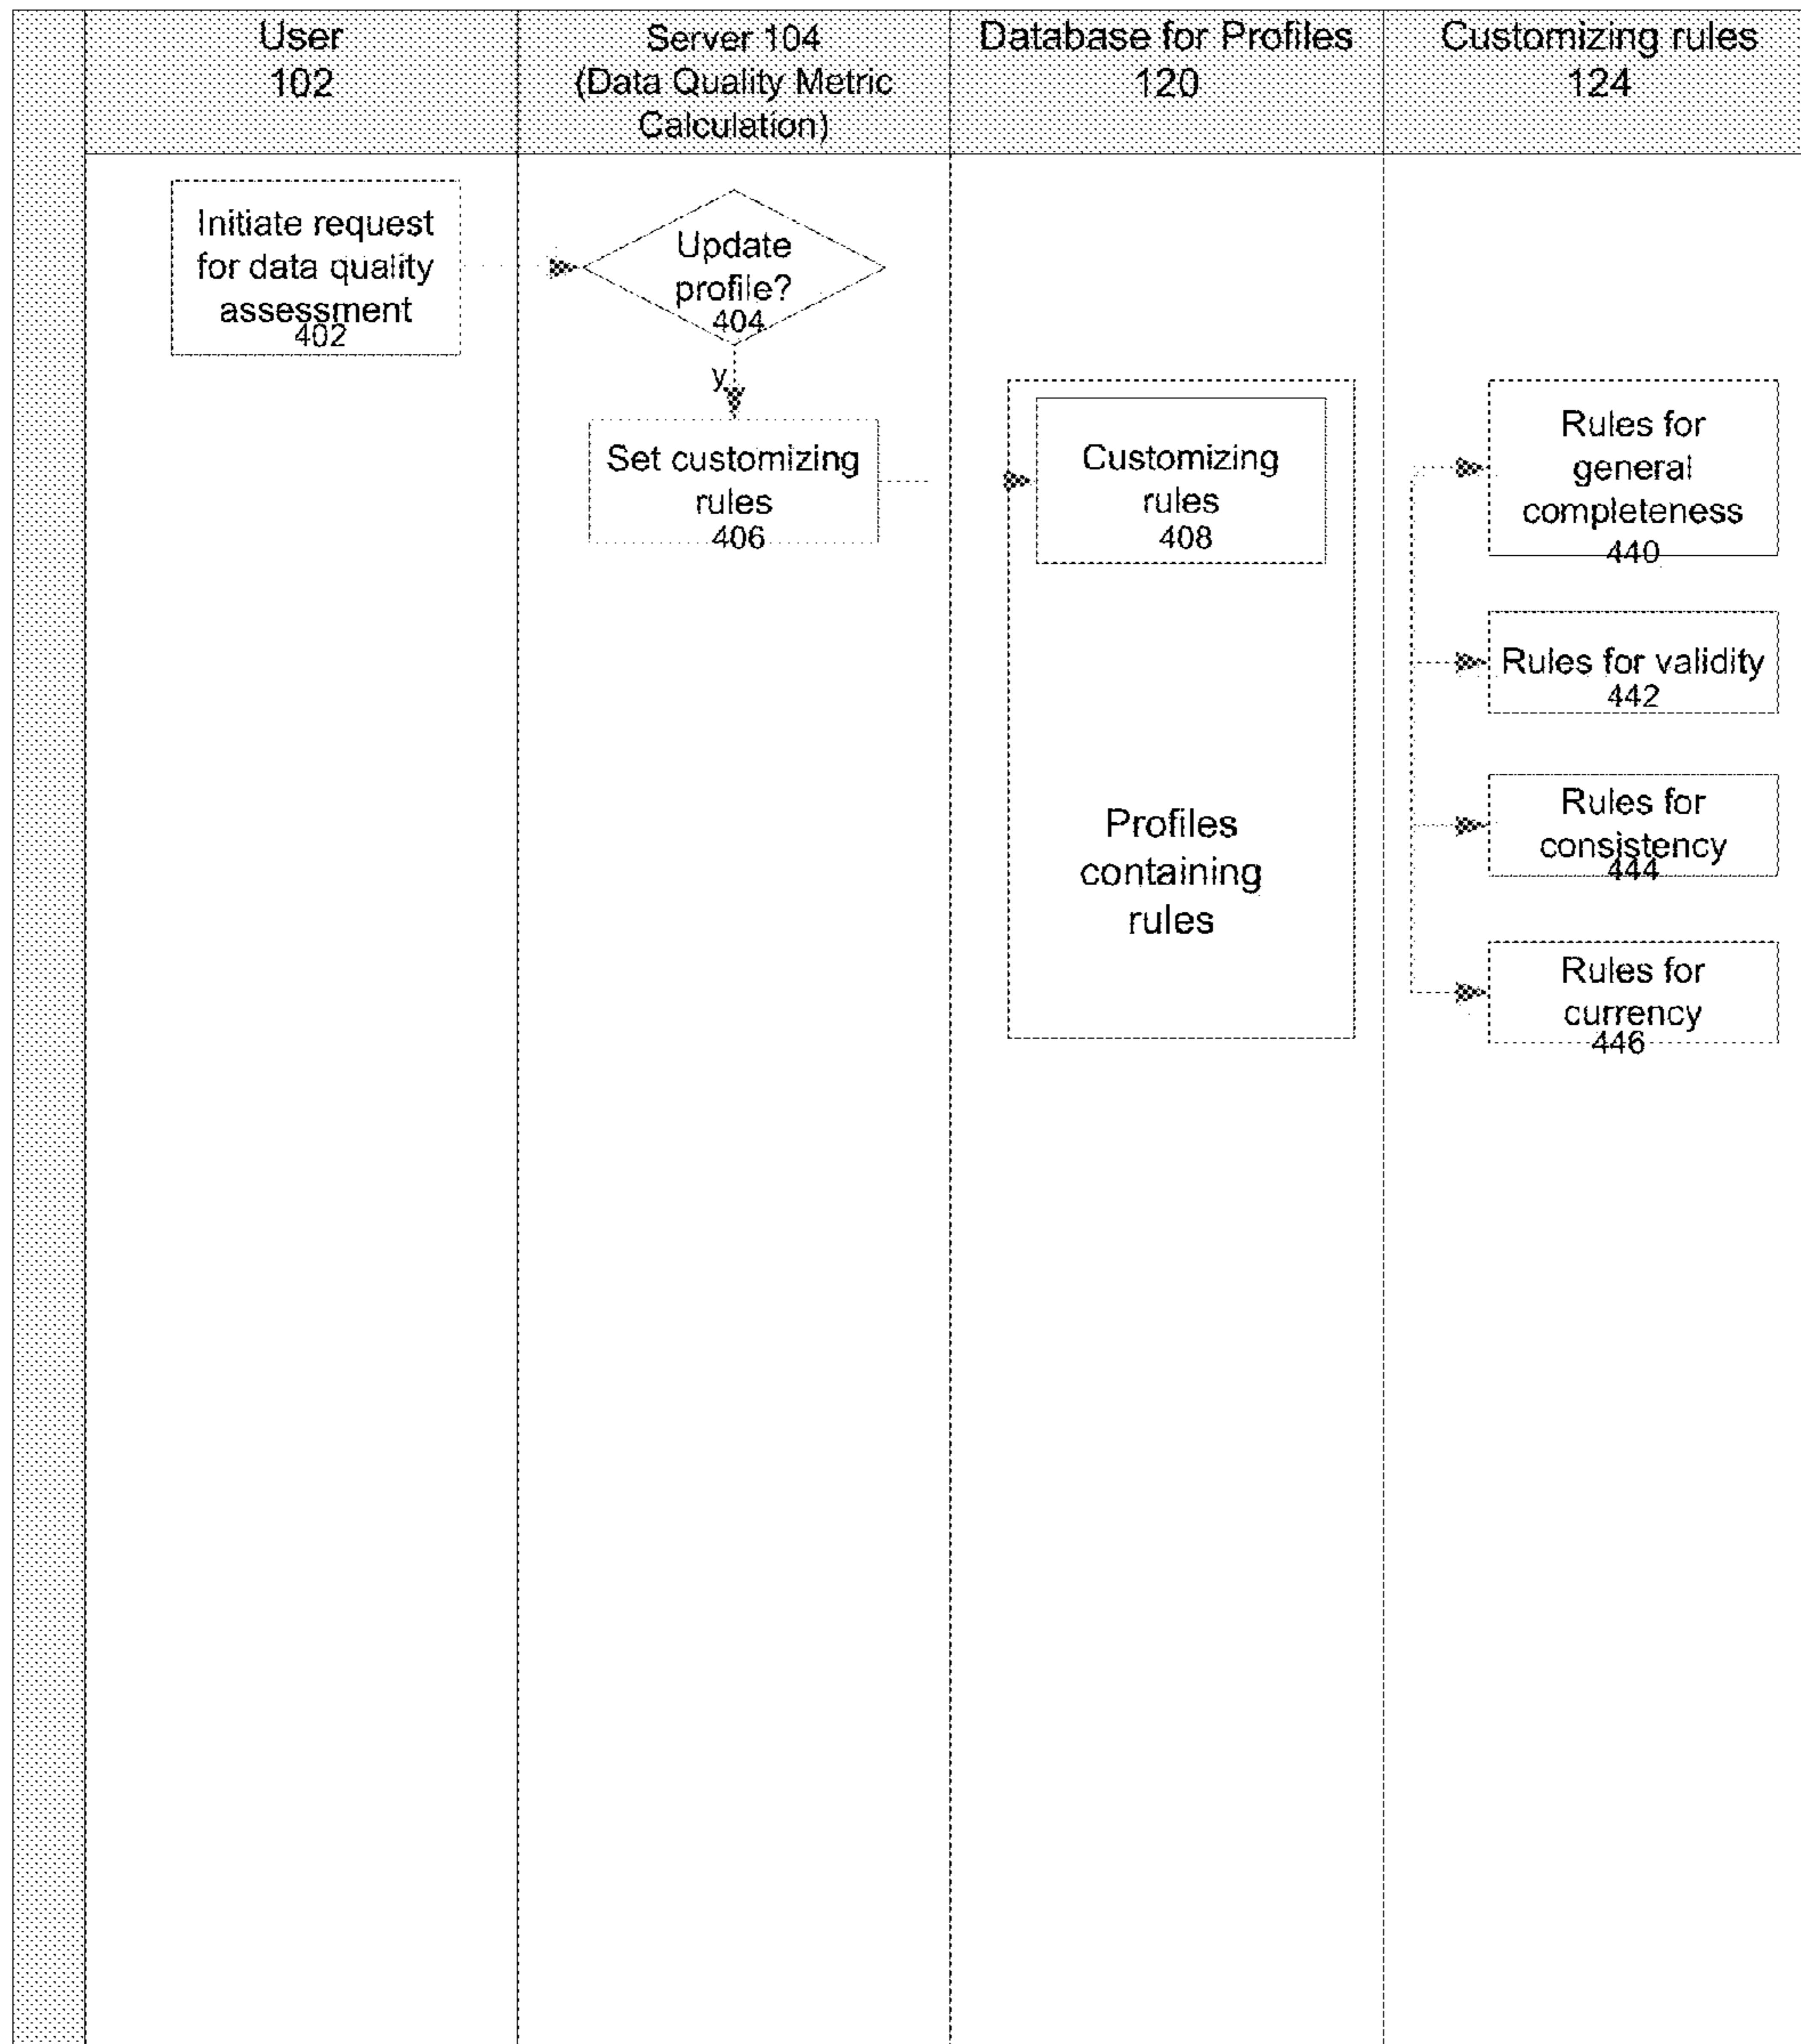 User
102
Server 104
(Data Quality Metric
Calculation)
Database for Profiles
120
Customizing rules
124
Initiate request
for data quality
assessment
402
Update
profile?
404
y
Set customizing
rules
406
Customizing
rules
408
Profiles
containing
rules
Rules for
general
completeness
440
Rules for validity
442
Rules for
consistency
444
Rules for
currency
446